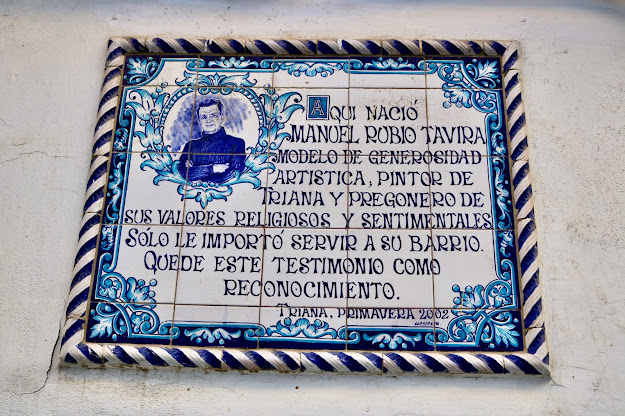 AQUI NACIÓ
MANUEL RUBIO TAVIRA
MODELO DE GENEROSIDAD
ARTISTICA, PINTOR DE
TRIANA Y PREGONERO DE
SUS VALORES RELIGIOSOS Y SENTIMENTALES
SÓLO LE IMPORTÓ SERVIR A SU BARRIO.
QUEDE ESTE TESTIMONIO COMO
RECONOCIMIENTO.
TRIANA, PRIMAVERA 2002